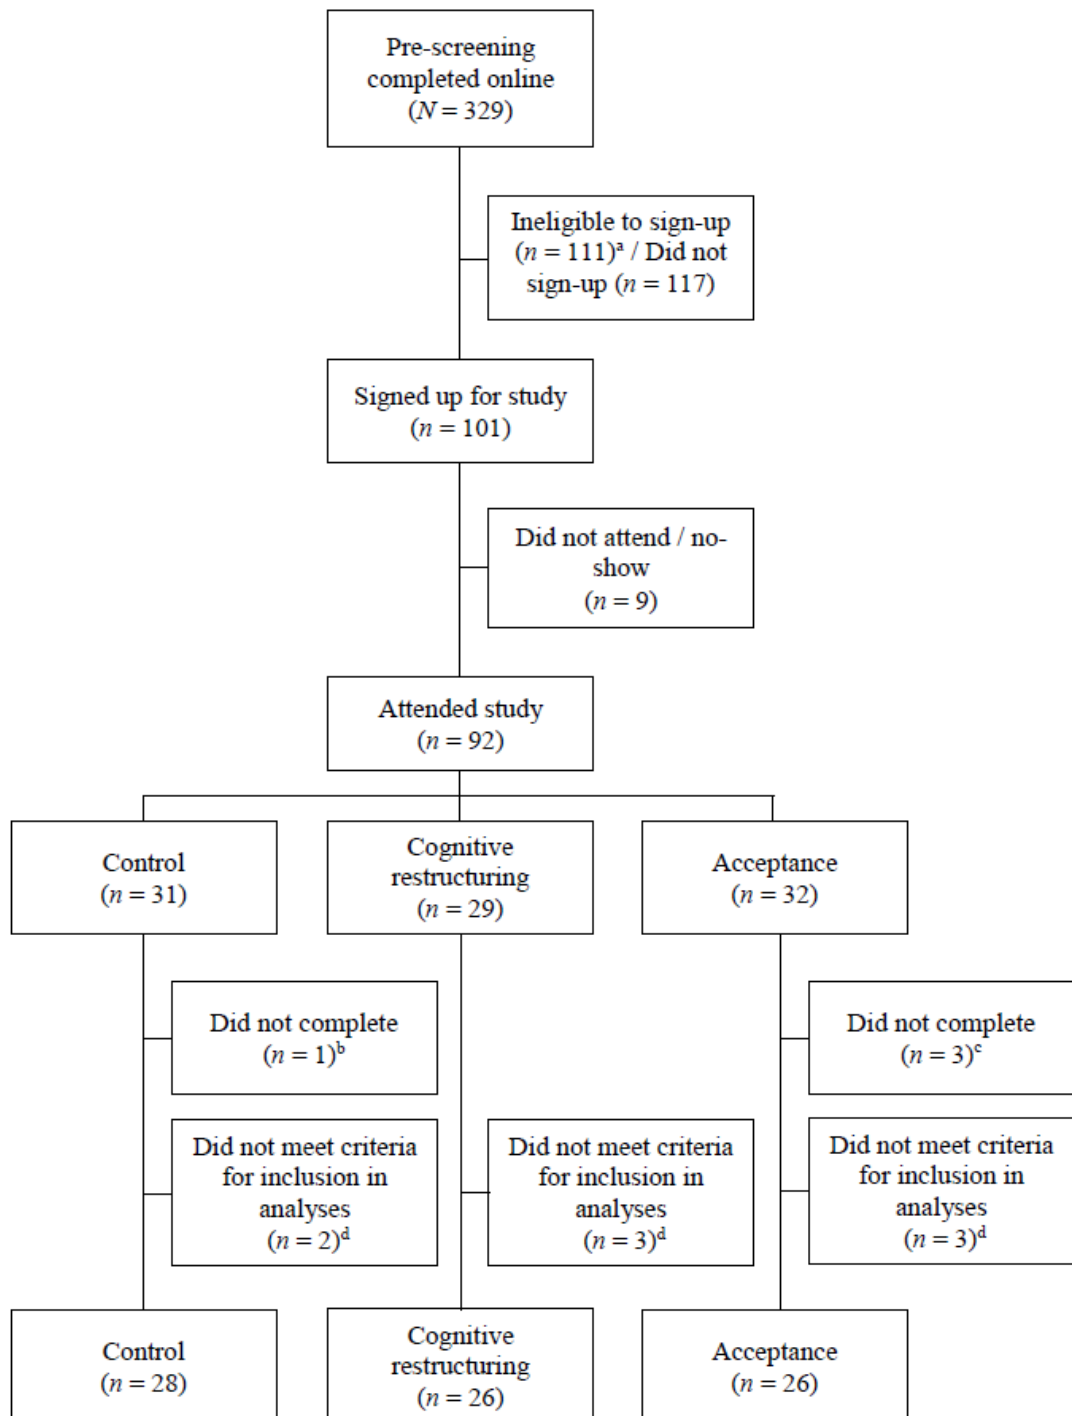 Pre-screening
completed online
(N = 329)
Ineligible to sign-up
(n = 111)ᵃ / Did not
sign-up (n = 117)
Signed up for study
(n = 101)
Did not attend / no-
show
(n = 9)
Attended study
(n = 92)
Control
(n = 31)
Cognitive
restructuring
(n = 29)
Acceptance
(n = 32)
Did not complete
(n = 1)ᵇ
Did not complete
(n = 3)ᶜ
Did not meet criteria
for inclusion in
analyses
(n = 2)ᵈ
Did not meet criteria
for inclusion in
analyses
(n = 3)ᵈ
Did not meet criteria
for inclusion in
analyses
(n = 3)ᵈ
Control
(n = 28)
Cognitive
restructuring
(n = 26)
Acceptance
(n = 26)